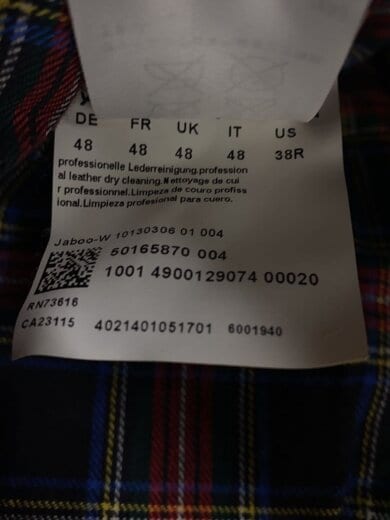 DE FR UK IT US
48 48 48 48 38R
professionelle Lederreinigung.profession
al leather dry cleaning.Nettoyage de cui
r professionnel.Limpeza de couro profiss
ional.Limpieza profesional para cuero.
Jaboo-W 10130306 01 004
50165870 004
1001 4900129074 00020
RN73616
CA23115 4021401051701 6001940